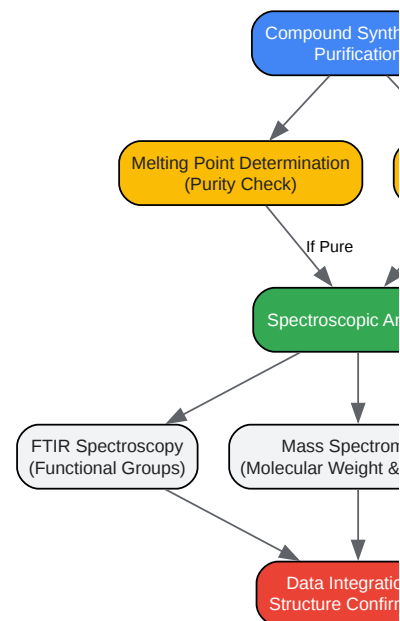 Compound Synth
Purification
Melting Point Determination
(Purity Check)
If Pure
Spectroscopic An
FTIR Spectroscopy
(Functional Groups)
Mass Spectrom
(Molecular Weight &
Data Integratio
Structure Confirm